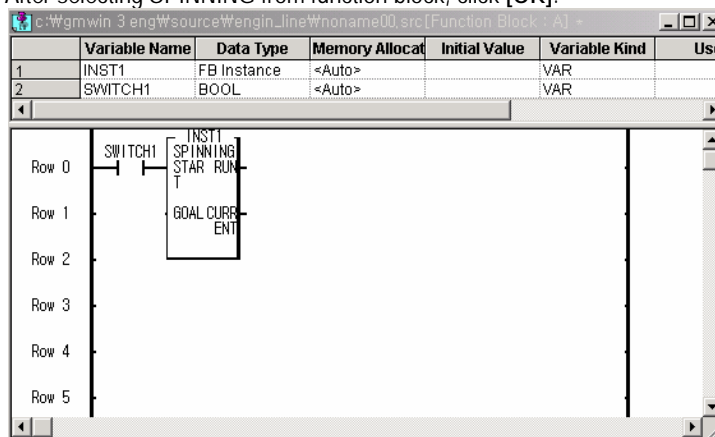 After selecting SPINNING from function block, click [OK].
c:₩gmwin 3 eng₩source₩engin_line₩noname00.src[Function Block : A] *
Variable Name Data Type Memory Allocat Initial Value Variable Kind Us
1 INST1 FB Instance <Auto> VAR
2 SWITCH1 BOOL <Auto> VAR
INST1
SWITCH1 SPINNING
Row 0 STAR RUN
T
Row 1 GOAL CURR
ENT
Row 2
Row 3
Row 4
Row 5